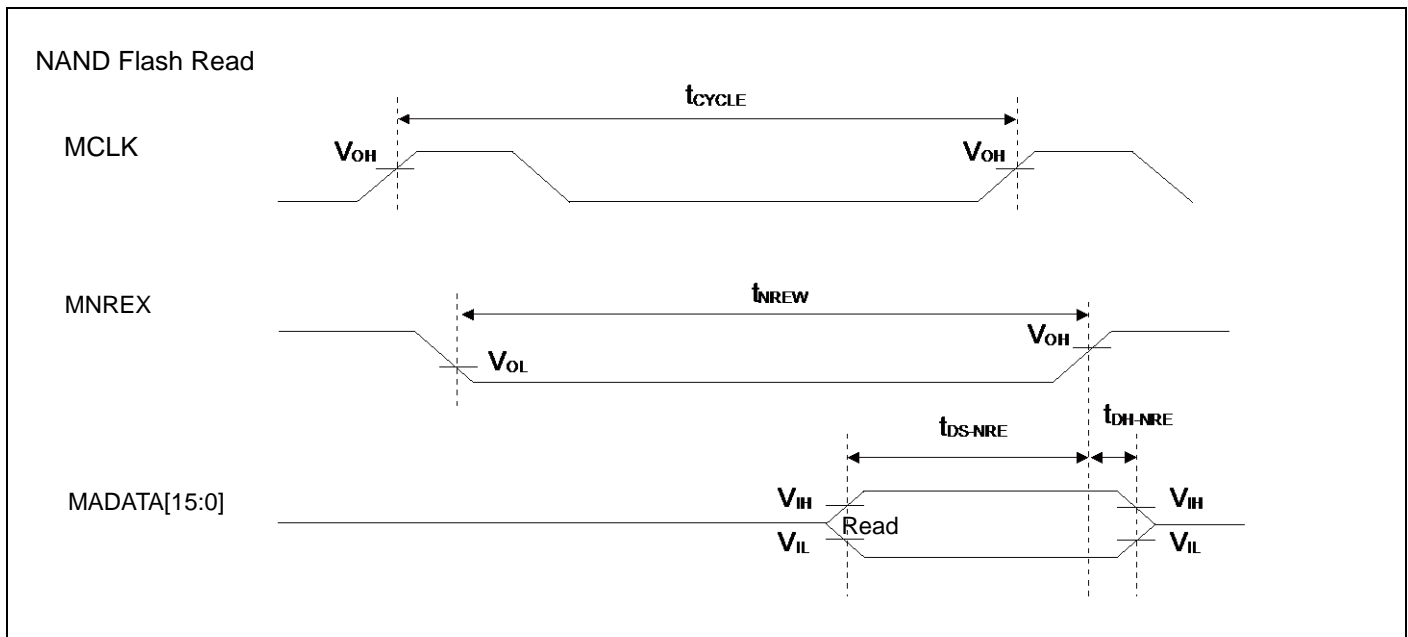 NAND Flash Read
tCYCLE
MCLK
VOH
VOH
tNREW
MNREX
VOH
VOL
tDH-NRE
tDS-NRE
MADATA[15:0]
VIH
VIH
Read
VIL
VIL